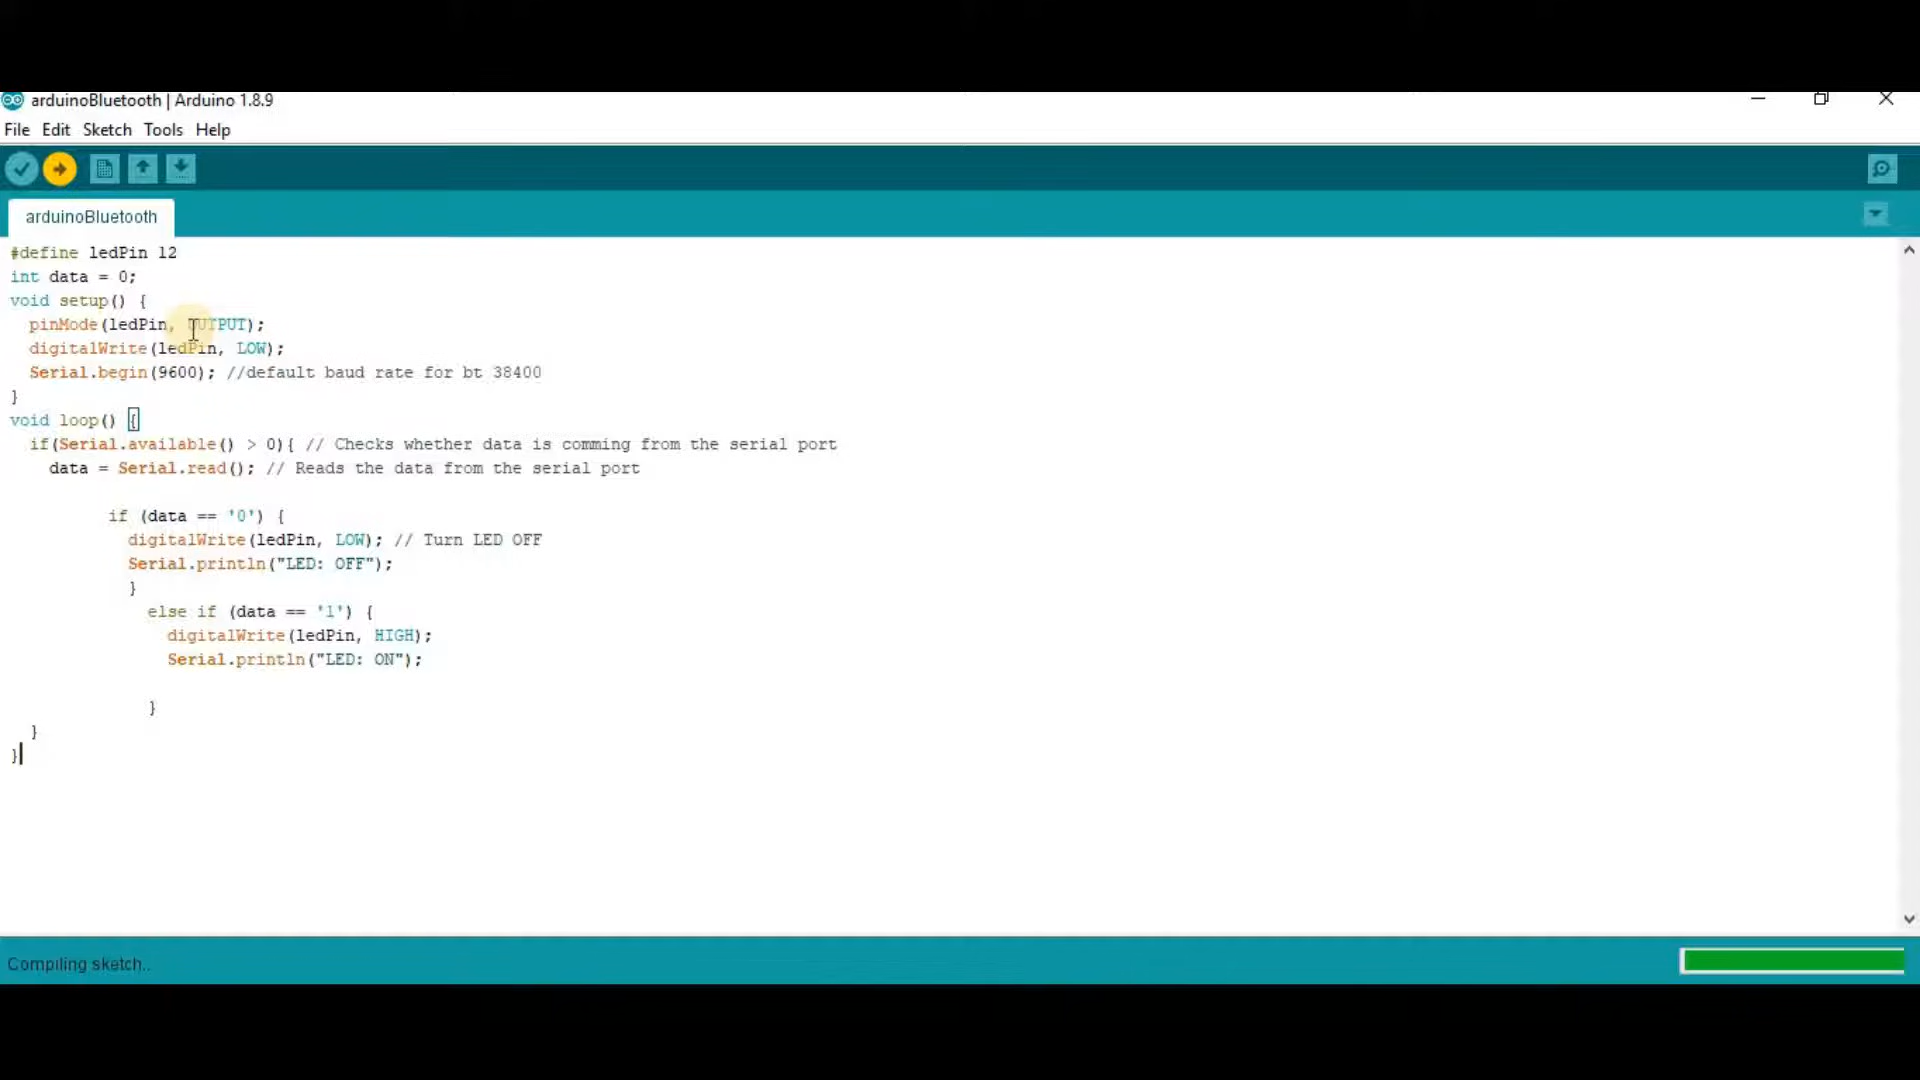 arduinoBluetooth | Arduino 1.8.9
File Edit Sketch Tools Help
arduinoBluetooth
#define ledPin 12
int data = 0;
void setup() {
  pinMode(ledPin, OUTPUT);
  digitalWrite(ledPin, LOW);
  Serial.begin(9600); //default baud rate for bt 38400
}
void loop() {
  if(Serial.available() > 0){ // Checks whether data is comming from the serial port
    data = Serial.read(); // Reads the data from the serial port
          if (data == '0') {
            digitalWrite(ledPin, LOW); // Turn LED OFF
            Serial.println("LED: OFF");
            }
              else if (data == '1') {
                digitalWrite(ledPin, HIGH);
                Serial.println("LED: ON");
              }
  }
}
Compiling sketch..